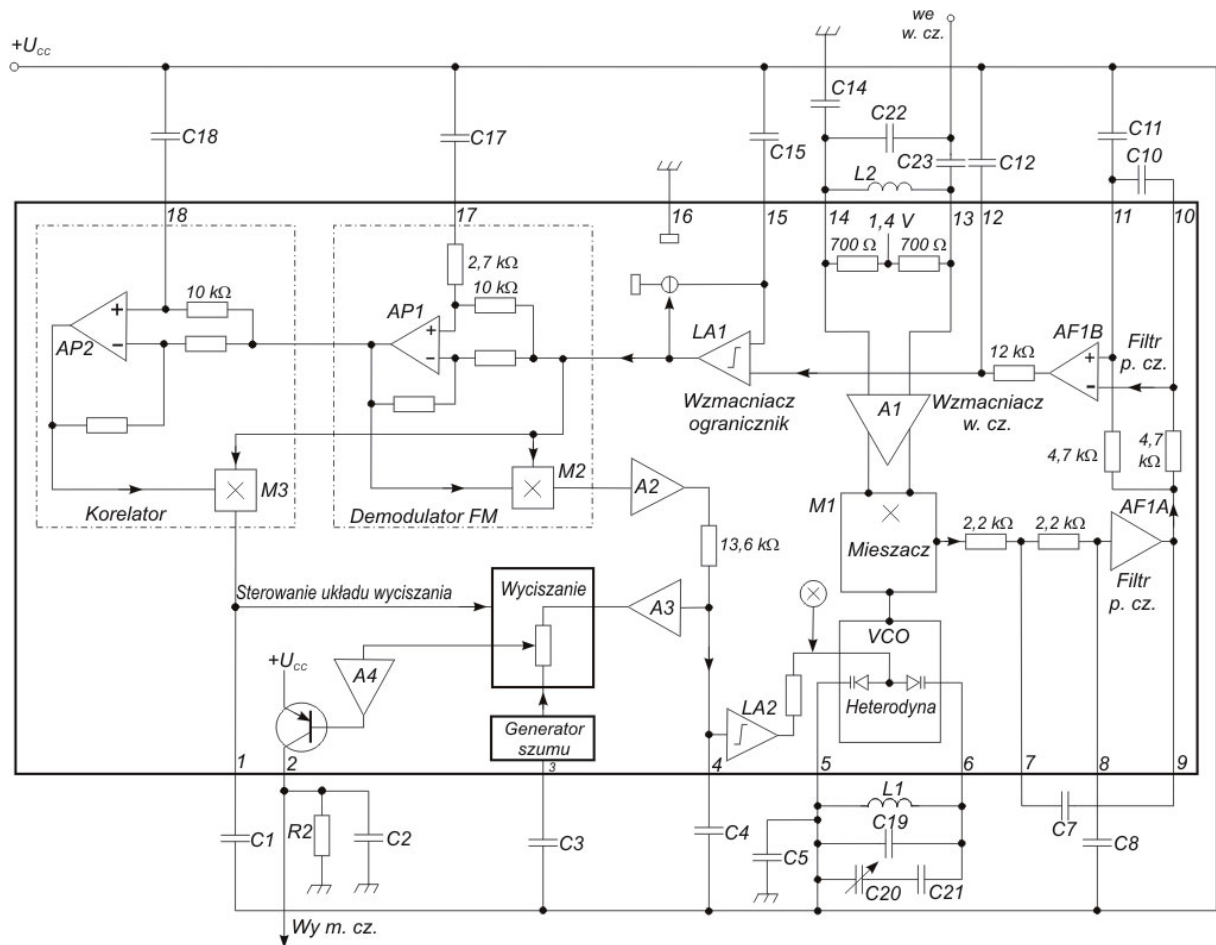 we
w. cz.
+Ucc
C14
C22
C18
C17
C15
C23
C12
C11
C10
L2
18
17
16
15
14
1,4 V
13
12
11
10
700 Ω
700 Ω
2,7 kΩ
10 kΩ
10 kΩ
AP1
AP2
LA1
AF1B
Filtr
p. cz.
12 kΩ
A1
Wzmacniacz
ogranicznik
Wzmacniacz
w. cz.
4,7 kΩ
4,7
kΩ
M3
M2
A2
M1
2,2 kΩ
2,2 kΩ
AF1A
Korelator
Demodulator FM
Mieszacz
13,6 kΩ
Filtr
p. cz.
Sterowanie układu wyciszania
Wyciszanie
A3
VCO
+Ucc
A4
LA2
Heterodyna
Generator
szumu
1
2
3
4
5
6
7
8
9
L1
C1
R2
C2
C3
C4
C5
C19
C7
C8
C20
C21
Wy m. cz.